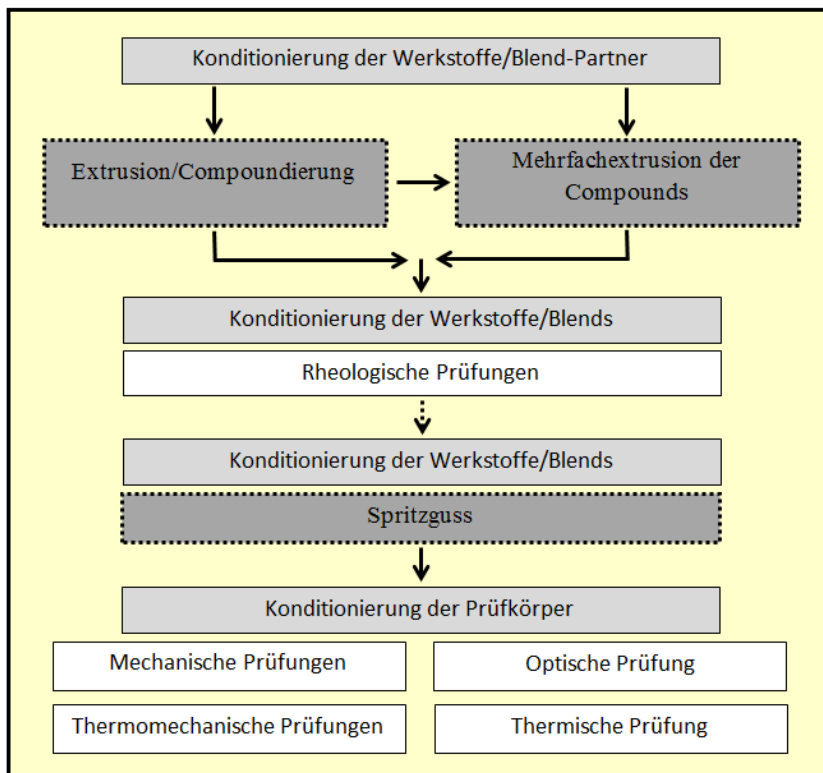 Konditionierung der Werkstoffe/Blend-Partner
Extrusion/Compoundierung
Mehrfachextrusion der
Compounds
Konditionierung der Werkstoffe/Blends
Rheologische Prüfungen
Konditionierung der Werkstoffe/Blends
Spritzguss
Konditionierung der Prüfkörper
Mechanische Prüfungen
Optische Prüfung
Thermomechanische Prüfungen
Thermische Prüfung